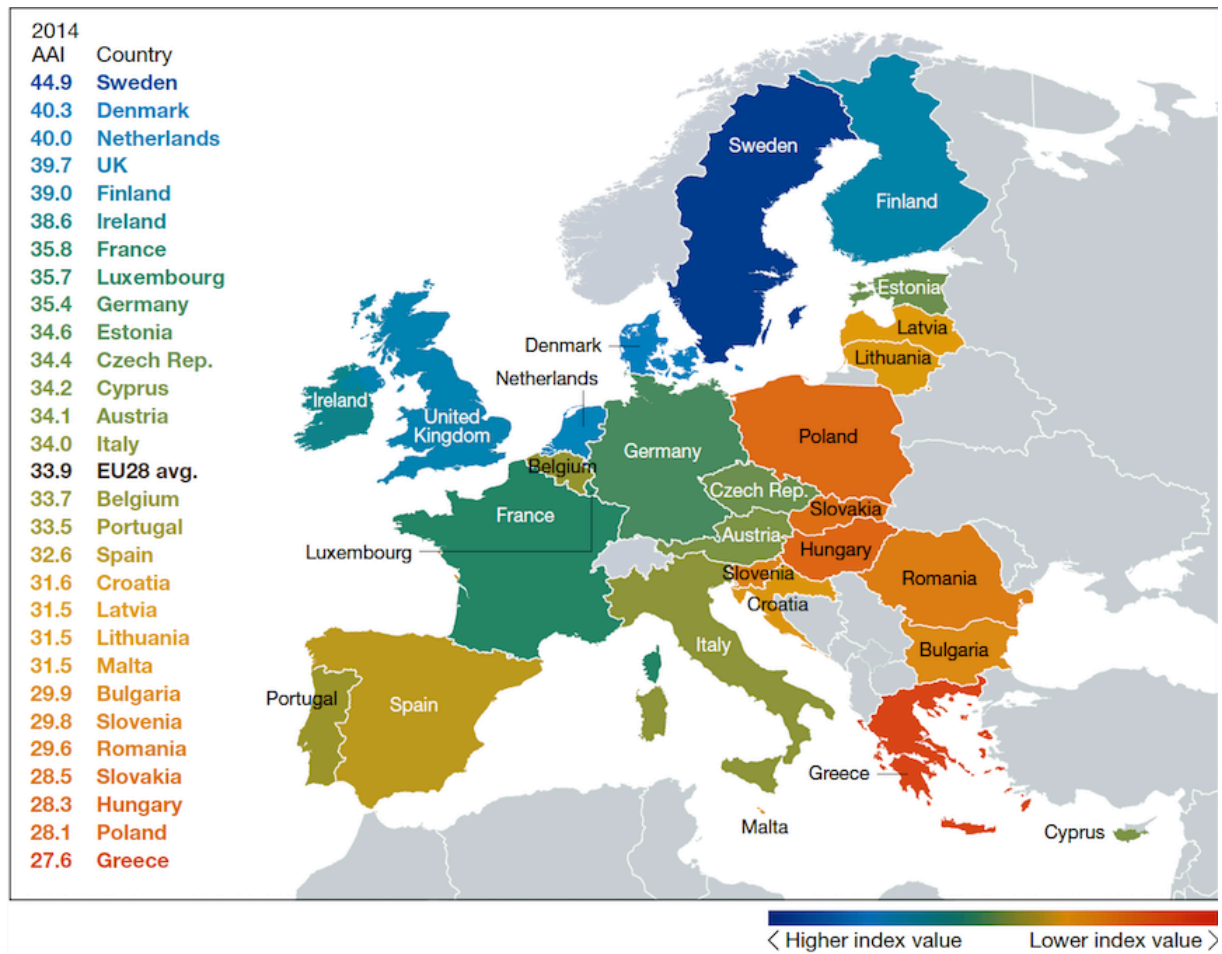 2014
AAI Country
44.9 Sweden
40.3 Denmark
40.0 Netherlands
39.7 UK
39.0 Finland
38.6 Ireland
35.8 France
35.7 Luxembourg
35.4 Germany
34.6 Estonia
34.4 Czech Rep.
34.2 Cyprus
34.1 Austria
34.0 Italy
33.9 EU28 avg.
33.7 Belgium
33.5 Portugal
32.6 Spain
31.6 Croatia
31.5 Latvia
31.5 Lithuania
31.5 Malta
29.9 Bulgaria
29.8 Slovenia
29.6 Romania
28.5 Slovakia
28.3 Hungary
28.1 Poland
27.6 Greece
Sweden
Finland
Estonia
Latvia
Lithuania
Denmark
Netherlands
Ireland
United
Kingdom
Belgium
Germany
Poland
Czech Rep.
Slovakia
France
Luxembourg
Austria
Hungary
Slovenia
Croatia
Romania
Bulgaria
Italy
Portugal
Spain
Greece
Malta
Cyprus
< Higher index value
Lower index value >